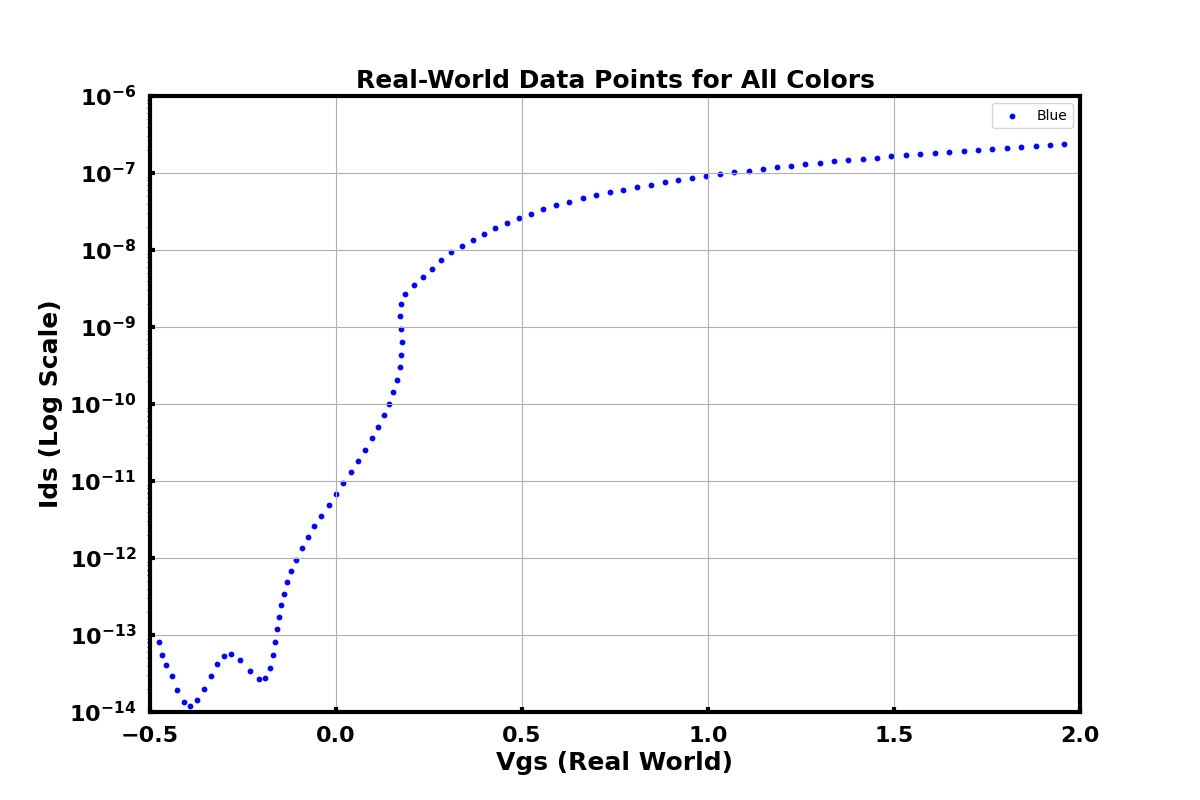 Real-World Data Points for All Colors
Blue
10⁻⁶
10⁻⁷
10⁻⁸
10⁻⁹
10⁻¹⁰
10⁻¹¹
10⁻¹²
10⁻¹³
10⁻¹⁴
Ids (Log Scale)
−0.5 0.0 0.5 1.0 1.5 2.0
Vgs (Real World)